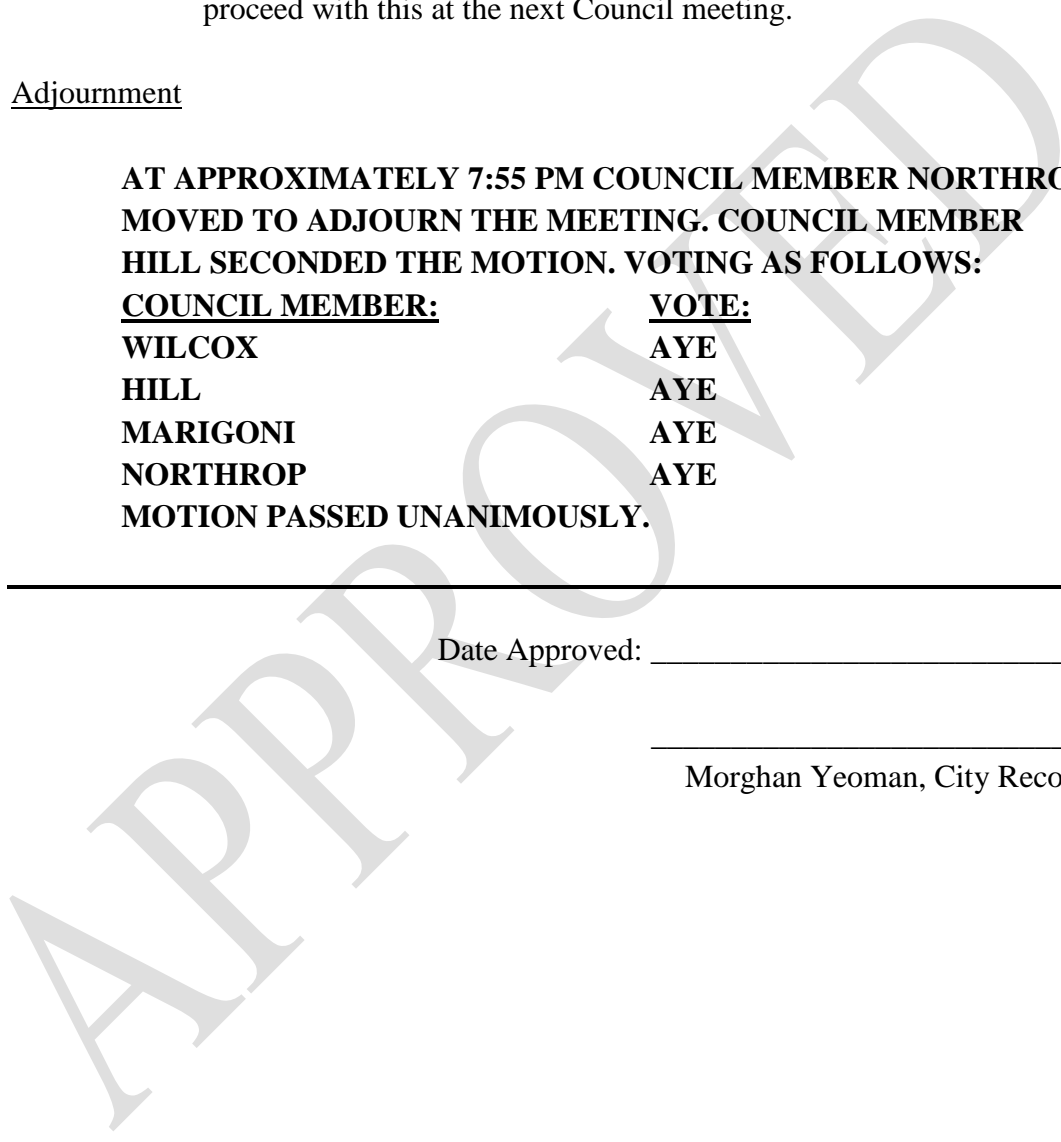 proceed with this at the next Council meeting.
Adjournment
AT APPROXIMATELY 7:55 PM COUNCIL MEMBER
MOVED TO ADJOURN THE MEETING. COUNCIL MEMBER
HILL SECONDED THE MOTION. VOTING AS FOLLOWS:
COUNCIL MEMBER: VOTE:
WILCOX AYE
HILL AYE
MARIGONI AYE
NORTHROP AYE
MOTION PASSED UNANIMOUSLY.
Date Approved: __________________________
__________________________
Morghan Yeoman, City
APPROVED